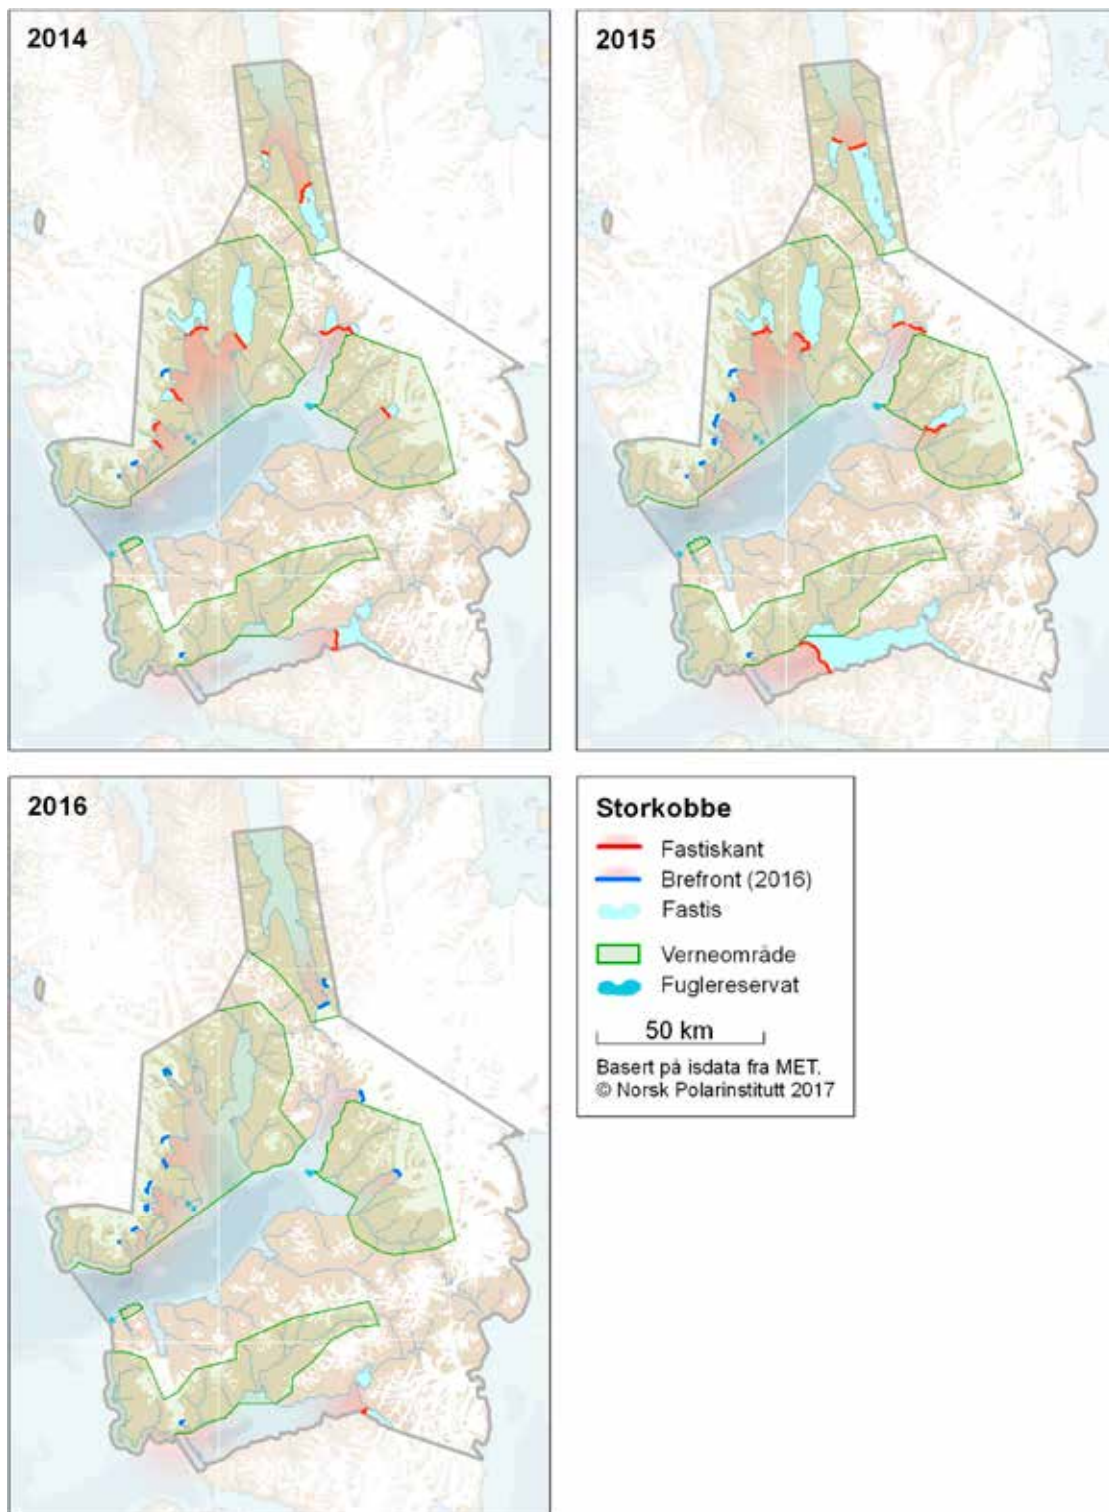 2014
2015
2016
Storkobbe
Fastiskant
Brefront (2016)
Fastis
Verneområde
Fuglereservat
50 km
Basert på isdata fra MET.
© Norsk Polarinstitutt 2017